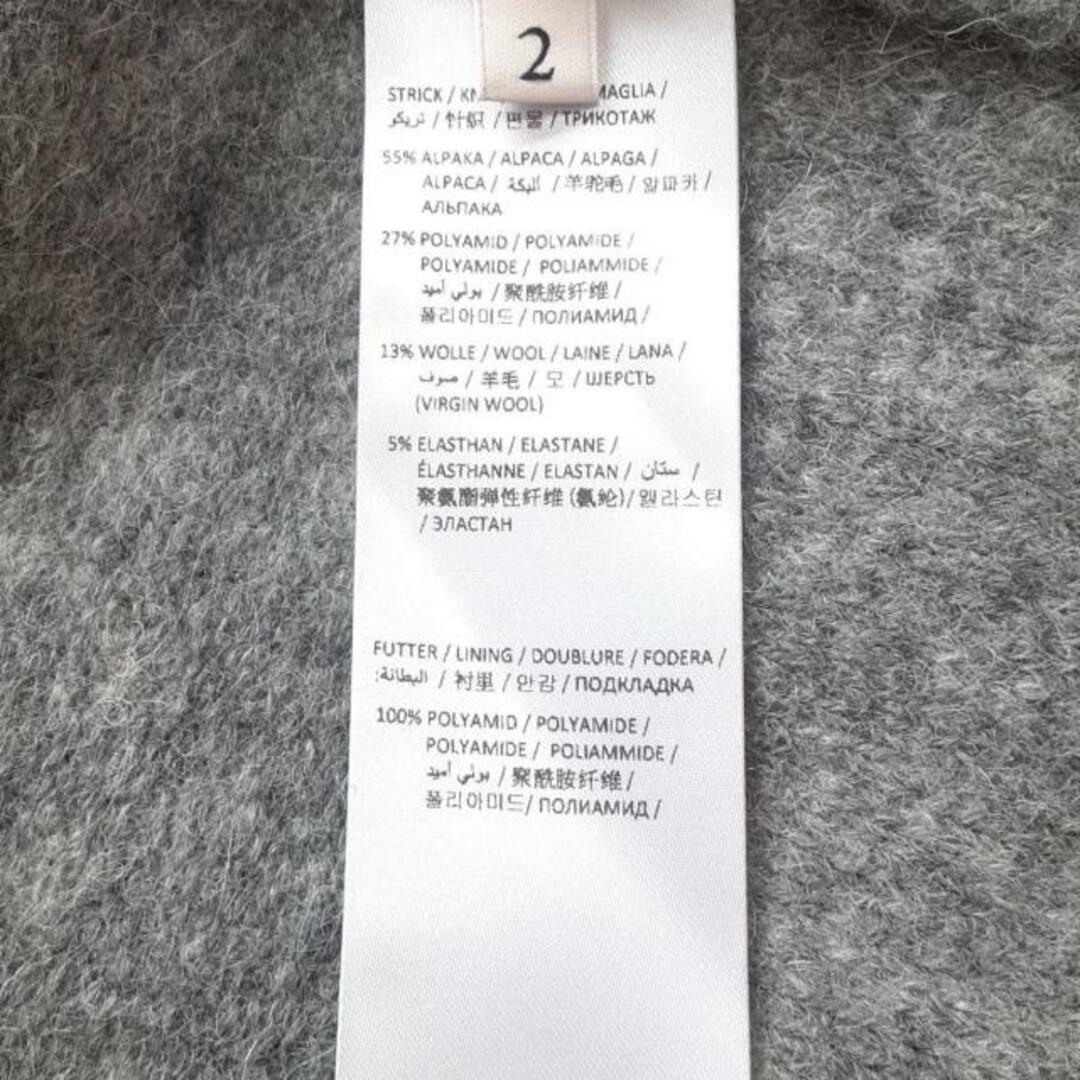 2
STRICK / MAGLIA /
تريكو / 针织 / 편물 / ТРИКОТАЖ
55% ALPAKA / ALPACA / ALPAGA /
ALPACA / البكة / 羊驼毛 / 알파카 /
АЛЬПАКА
27% POLYAMID / POLYAMIDE /
POLYAMIDE / POLIAMMIDE /
بولي أميد / 聚酰胺纤维 /
폴리아미드 / ПОЛИАМИД /
13% WOLLE / WOOL / LAINE / LANA /
صوف / 羊毛 / 모 / ШЕРСТЬ
(VIRGIN WOOL)
5% ELASTHAN / ELASTANE /
ÉLASTHANNE / ELASTAN / ستان /
聚氨酯弹性纤维 (氨纶) / 엘라스틴
/ ЭЛАСТАН
FUTTER / LINING / DOUBLURE / FODERA /
البطانة: / 衬里 / 안감 / ПОДКЛАДКА
100% POLYAMID / POLYAMIDE /
POLYAMIDE / POLIAMMIDE /
بولي أميد / 聚酰胺纤维 /
폴리아미드 / ПОЛИАМИД /